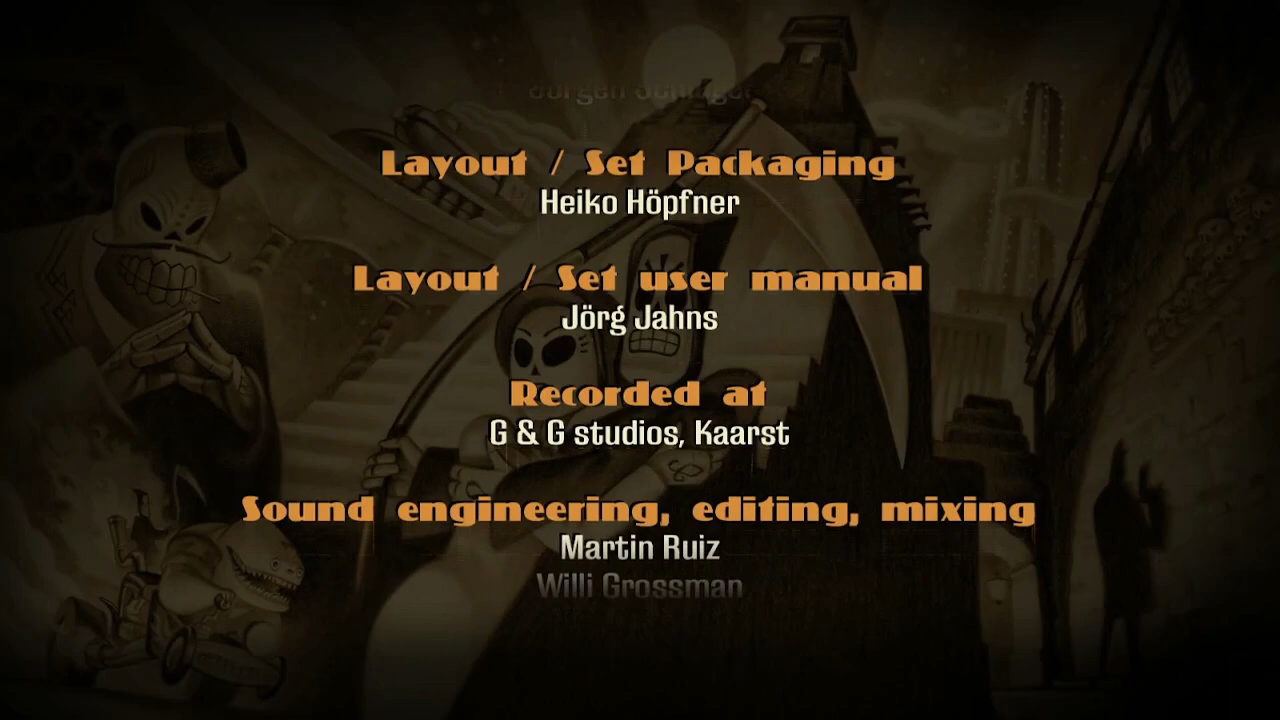 Layout / Set Packaging
Heiko Höpfner
Layout / Set user manual
Jörg Jahns
Recorded at
G & G studios, Kaarst
Sound engineering, editing, mixing
Martin Ruiz
Willi Grossman